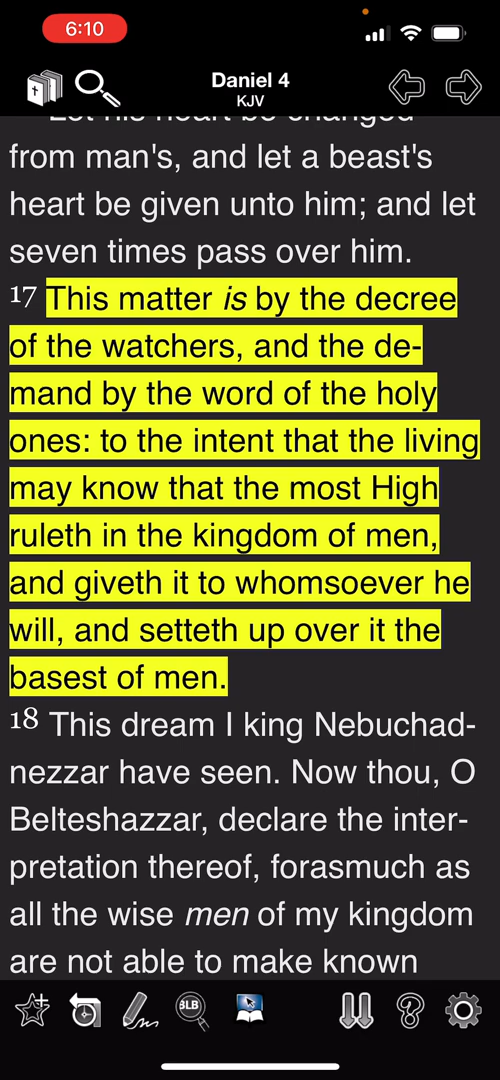 6:10
Daniel 4
KJV
Let his heart be changed
from man's, and let a beast's
heart be given unto him; and let
seven times pass over him.
17 This matter is by the decree
of the watchers, and the de-
mand by the word of the holy
ones: to the intent that the living
may know that the most High
ruleth in the kingdom of men,
and giveth it to whomsoever he
will, and setteth up over it the
basest of men.
18 This dream I king Nebuchad-
nezzar have seen. Now thou, O
Belteshazzar, declare the inter-
pretation thereof, forasmuch as
all the wise men of my kingdom
are not able to make known
BLB